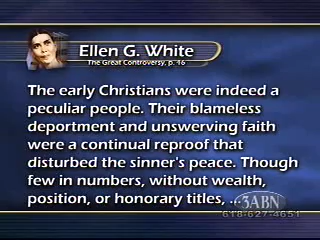 Ellen G. White
The Great Controversy, p. 46
The early Christians were indeed a
peculiar people. Their blameless
deportment and unswerving faith
were a continual reproof that
disturbed the sinner's peace. Though
few in numbers, without wealth,
position, or honorary titles, ...
3ABN
618-627-4651